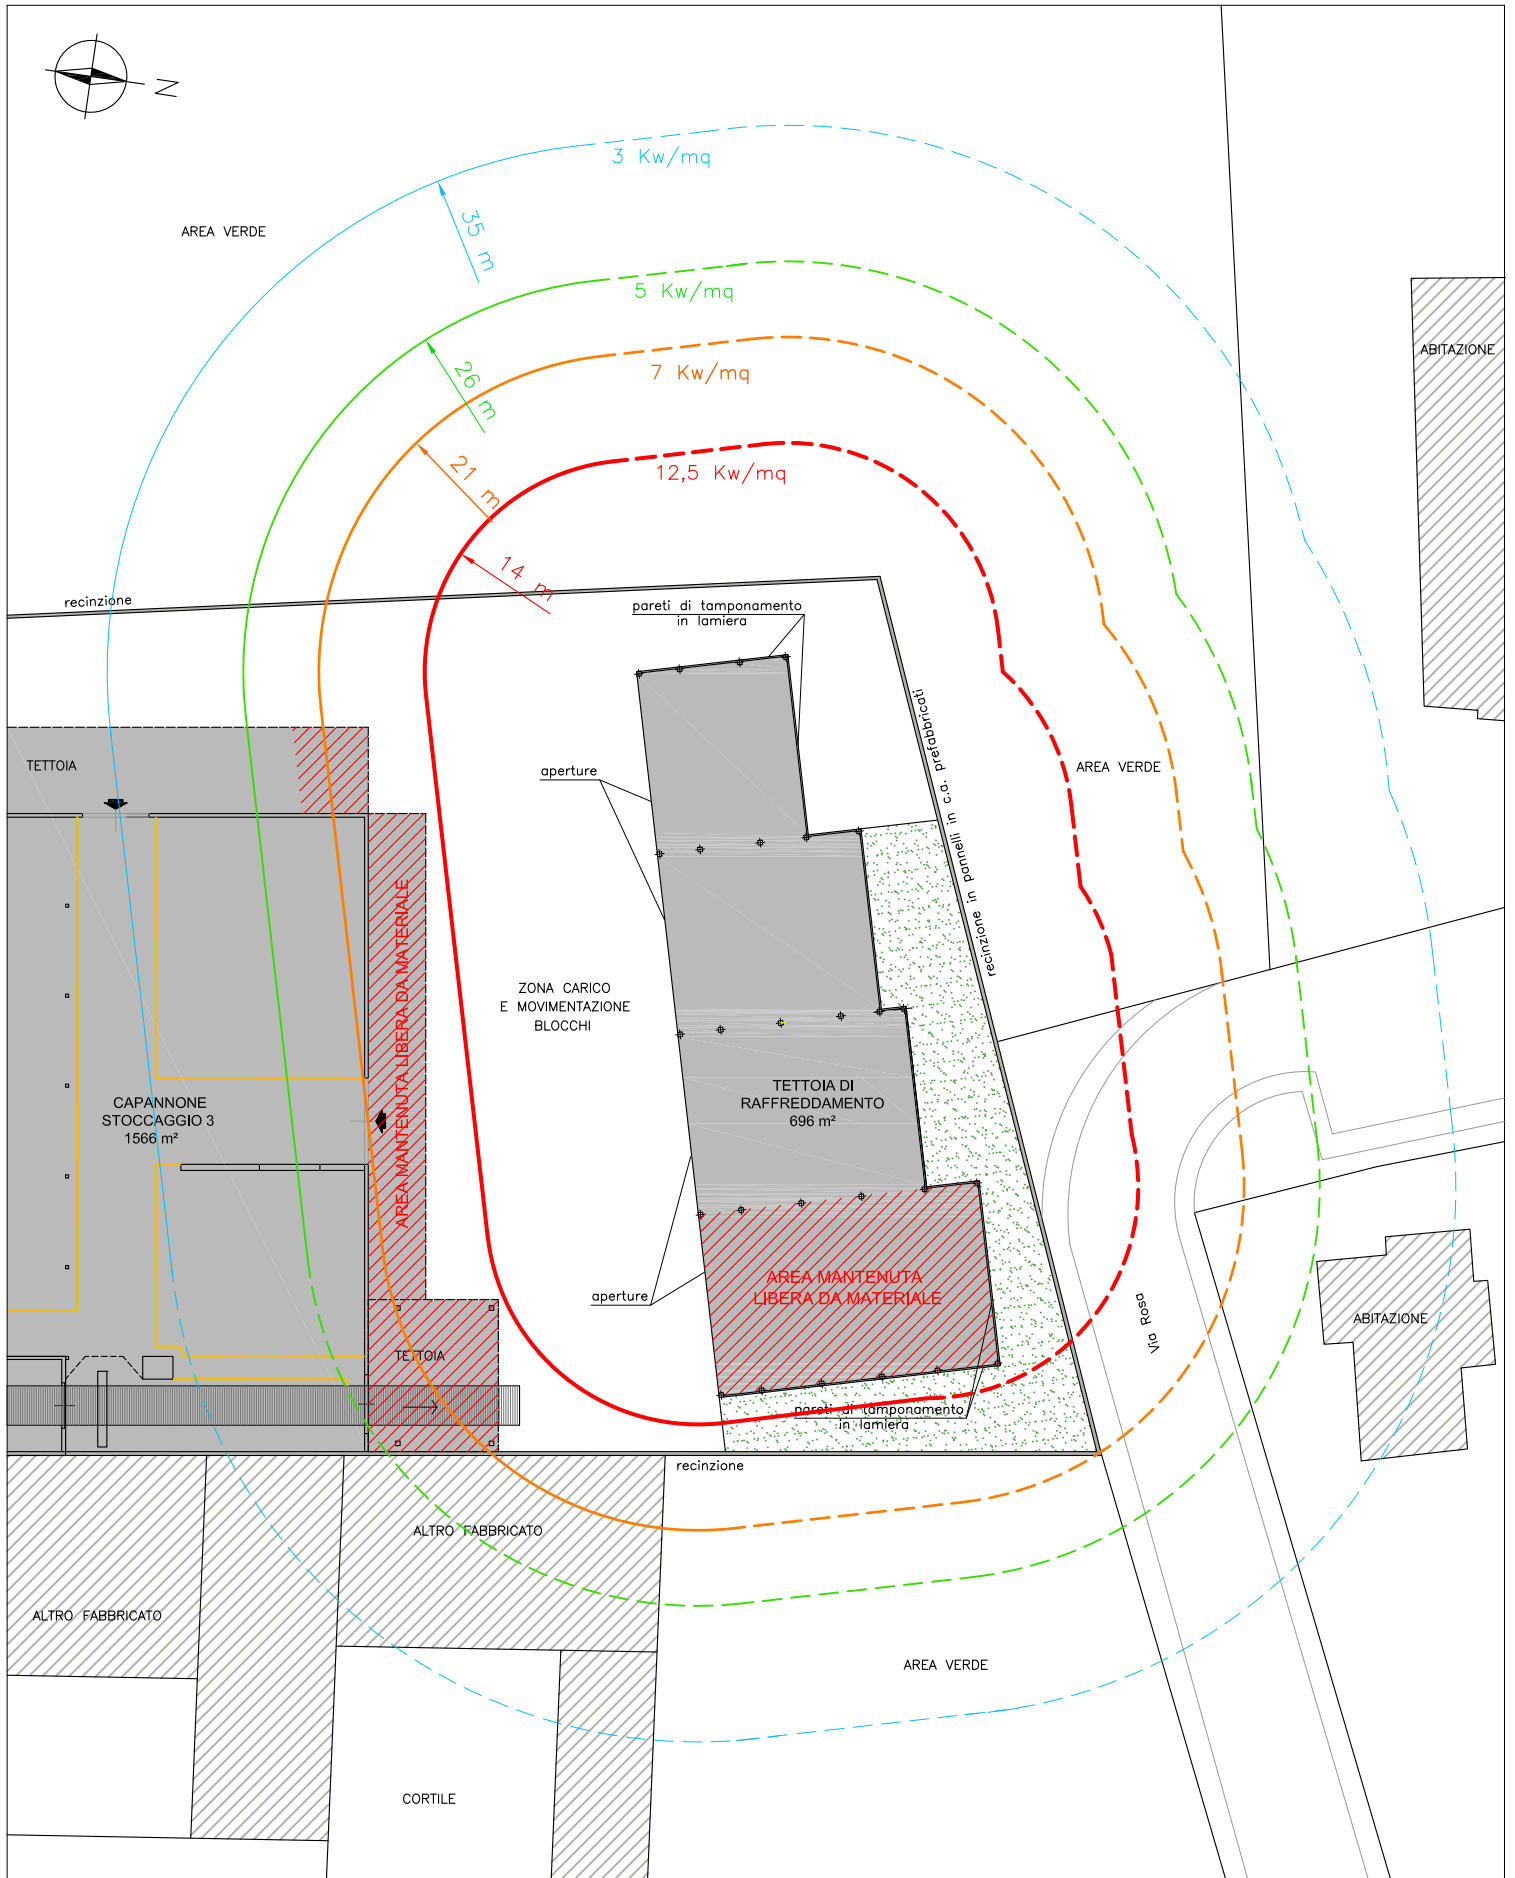 N
3 Kw/mq
35 m
AREA VERDE
5 Kw/mq
26 m
7 Kw/mq
ABITAZIONE
21 m
12,5 Kw/mq
14 m
recinzione
pareti di tamponamento
in lamiera
recinzione in pannelli in c.a. prefabbricati
TETTOIA
aperture
AREA VERDE
AREA MANTENUTA LIBERA DA MATERIALE
ZONA CARICO
E MOVIMENTAZIONE
BLOCCHI
CAPANNONE
STOCCAGGIO 3
1566 m²
TETTOIA DI
RAFFREDDAMENTO
696 m²
AREA MANTENUTA
LIBERA DA MATERIALE
aperture
Via Rosa
ABITAZIONE
TETTOIA
pareti di tamponamento
in lamiera
recinzione
ALTRO FABBRICATO
ALTRO FABBRICATO
AREA VERDE
CORTILE